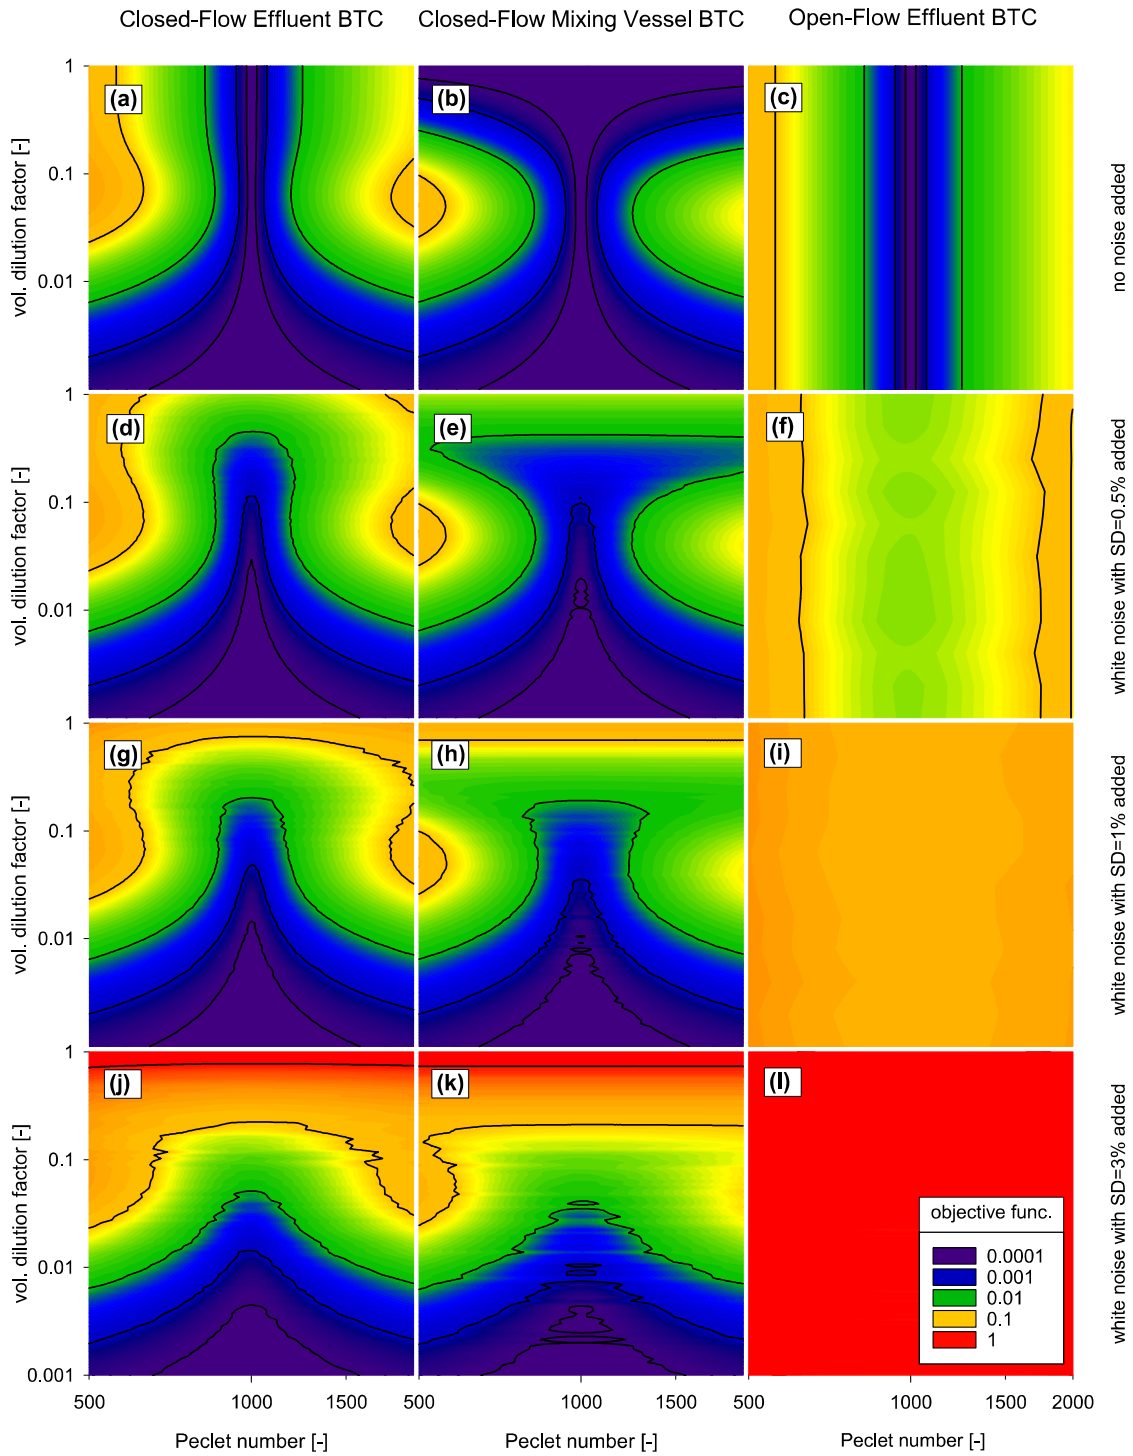 Closed-Flow Effluent BTC
Closed-Flow Mixing Vessel BTC
Open-Flow Effluent BTC
1
0.1
0.01
vol. dilution factor [-]
(a)
(b)
(c)
no noise added
1
0.1
0.01
vol. dilution factor [-]
(d)
(e)
(f)
white noise with SD=0.5% added
1
0.1
0.01
vol. dilution factor [-]
(g)
(h)
(i)
white noise with SD=1% added
1
0.1
0.01
0.001
vol. dilution factor [-]
(j)
(k)
(l)
white noise with SD=3% added
objective func.
0.0001
0.001
0.01
0.1
1
500 1000 1500 500 1000 1500 500 1000 1500 2000
Peclet number [-] Peclet number [-] Peclet number [-]